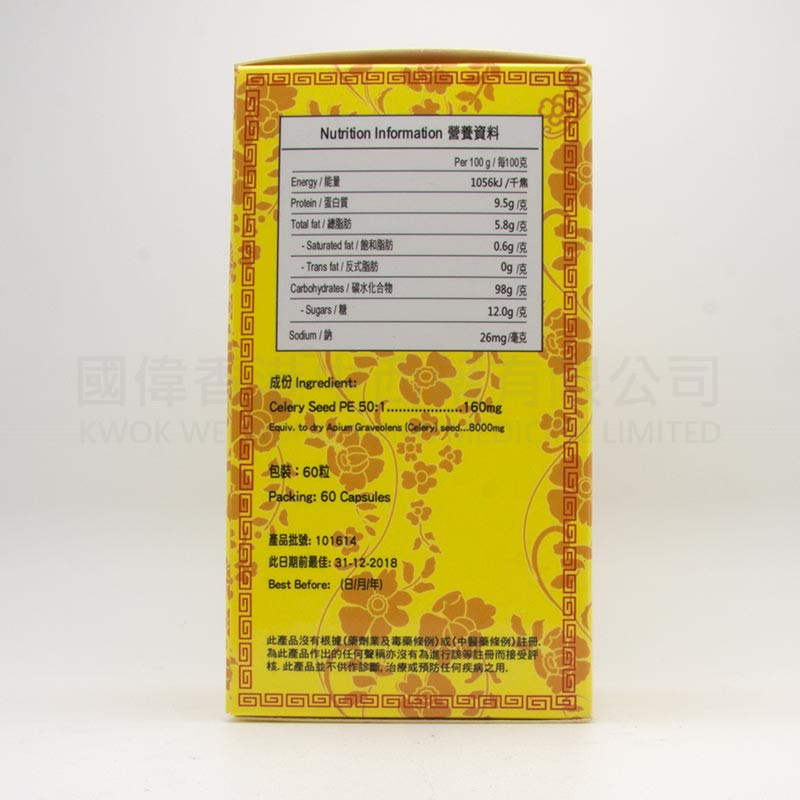 Nutrition Information 營養資料
Per 100 g / 每100克
Energy / 能量 1056kJ /千焦
Protein / 蛋白質 9.5g /克
Total fat / 總脂肪 5.8g /克
- Saturated fat / 飽和脂肪 0.6g /克
- Trans fat / 反式脂肪 0g /克
Carbohydrates / 碳水化合物 98g /克
- Sugars / 糖 12.0g /克
Sodium / 鈉 26mg/毫克
國偉香 有限公司
KWOK WE LIMITED
成份 Ingredient:
Celery Seed PE 50:1...................160mg
Equiv. to dry Apium Graveolens (Celery) seed...8000mg
包裝：60粒
Packing: 60 Capsules
產品批號: 101614
此日期前最佳: 31-12-2018
Best Before: (日/月/年)
此產品沒有根據《藥劑業及毒藥條例》或《中醫藥條例》註冊.
為此產品作出的任何聲稱亦沒有為進行該等註冊而接受評
核. 此產品並不供作診斷, 治療或預防任何疾病之用.